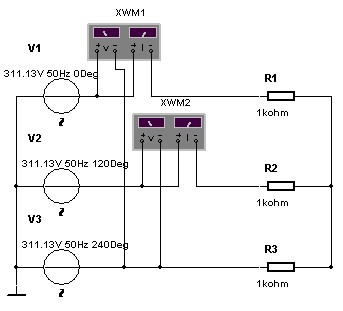 XWM1
V1
+ V - + I -
311.13V 50Hz 0Deg
R1
1kohm
XWM2
V2
+ V - + I -
311.13V 50Hz 120Deg
R2
1kohm
V3
311.13V 50Hz 240Deg
R3
1kohm